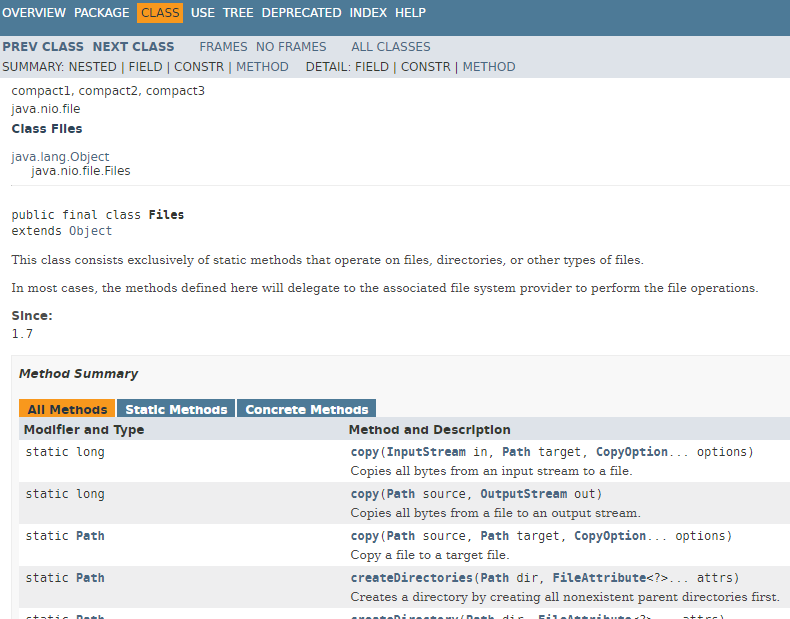 OVERVIEW PACKAGE CLASS USE TREE DEPRECATED INDEX HELP
PREV CLASS NEXT CLASS FRAMES NO FRAMES ALL CLASSES
SUMMARY: NESTED | FIELD | CONSTR | METHOD DETAIL: FIELD | CONSTR | METHOD
compact1, compact2, compact3
java.nio.file
Class Files
java.lang.Object
java.nio.file.Files
public final class Files
extends Object
This class consists exclusively of static methods that operate on files, directories, or other types of files.
In most cases, the methods defined here will delegate to the associated file system provider to perform the file operations.
Since:
1.7
Method Summary
All Methods Static Methods Concrete Methods
Modifier and Type Method and Description
static long copy(InputStream in, Path target, CopyOption... options)
Copies all bytes from an input stream to a file.
static long copy(Path source, OutputStream out)
Copies all bytes from a file to an output stream.
static Path copy(Path source, Path target, CopyOption... options)
Copy a file to a target file.
static Path createDirectories(Path dir, FileAttribute<?>... attrs)
Creates a directory by creating all nonexistent parent directories first.
static Path createDirectory(Path dir, FileAttribute<?>... attrs)